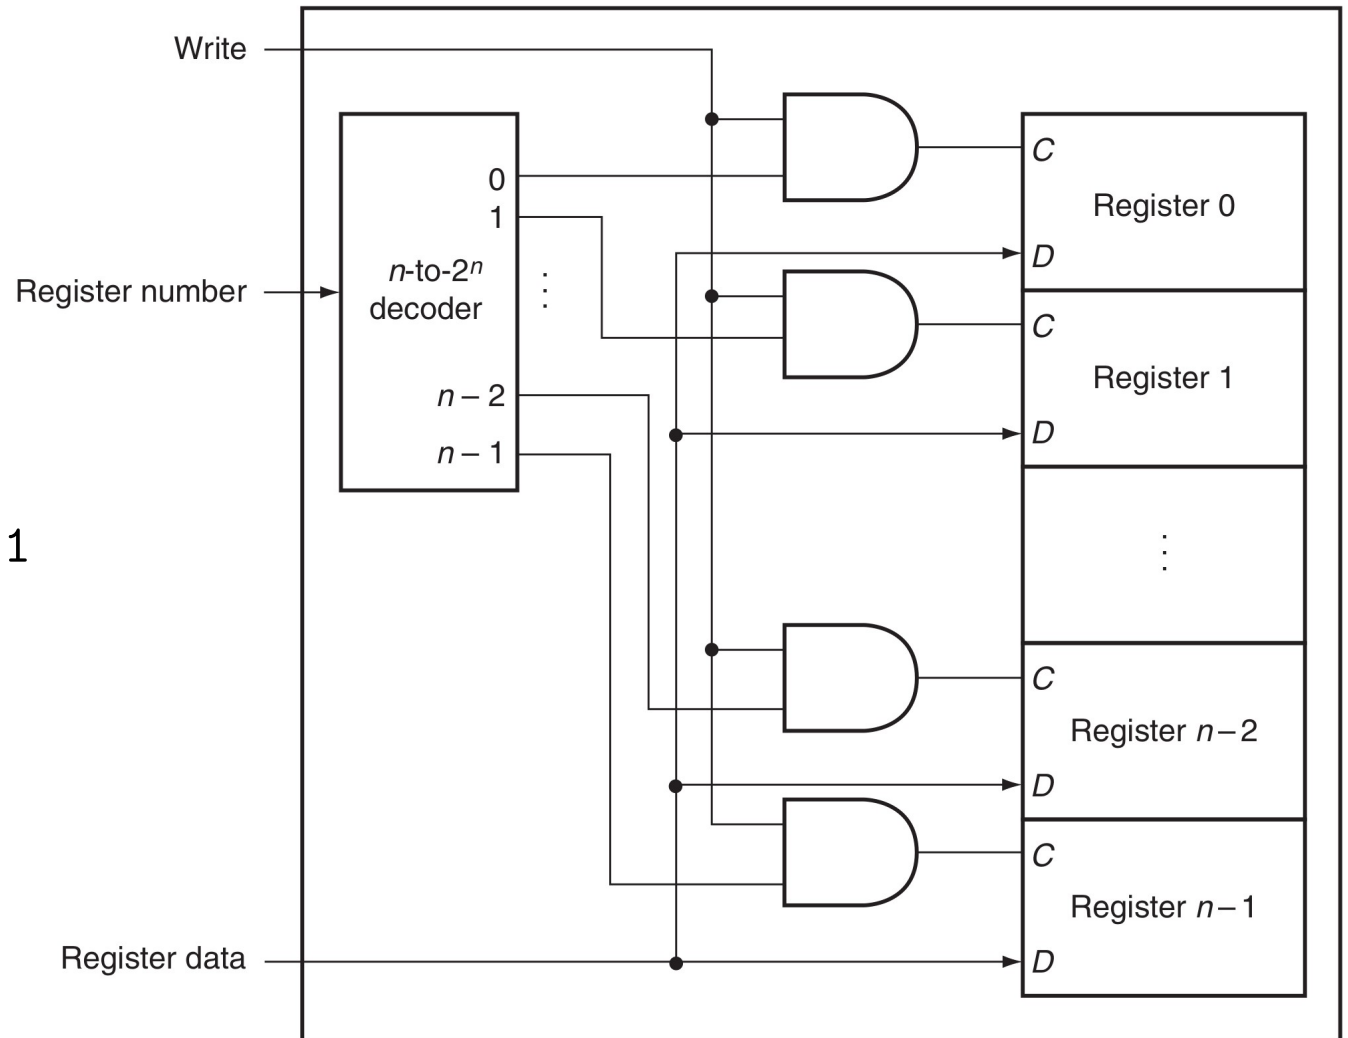 Write
0
1
n-to-2ⁿ
decoder
⋮
n – 2
n – 1
Register number
Register data
1
C
Register 0
D
C
Register 1
D
⋮
C
Register n – 2
D
C
Register n – 1
D